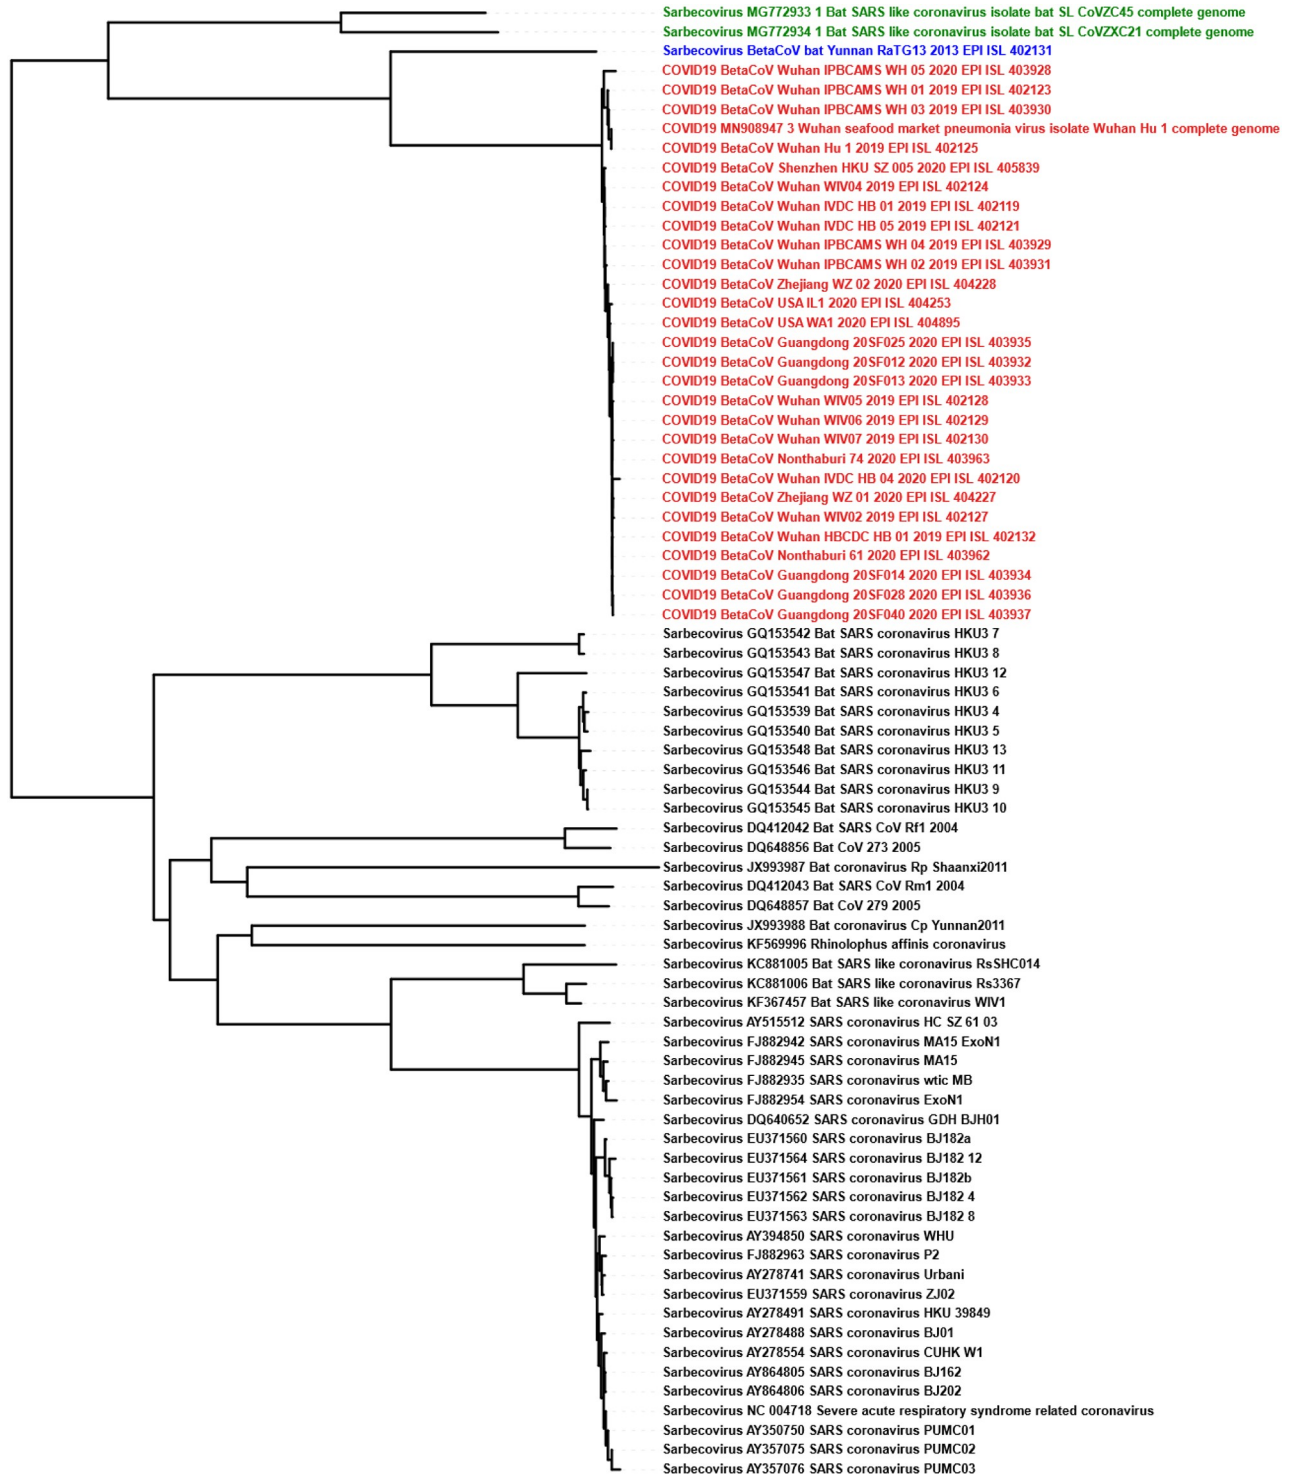 Sarbecovirus MG772933 1 Bat SARS like coronavirus isolate bat SL CoVZC45 complete genome
Sarbecovirus MG772934 1 Bat SARS like coronavirus isolate bat SL CoVZXC21 complete genome
Sarbecovirus BetaCoV bat Yunnan RaTG13 2013 EPI ISL 402131
COVID19 BetaCoV Wuhan IPBCAMS WH 05 2020 EPI ISL 403928
COVID19 BetaCoV Wuhan IPBCAMS WH 01 2019 EPI ISL 402123
COVID19 BetaCoV Wuhan IPBCAMS WH 03 2019 EPI ISL 403930
COVID19 MN908947 3 Wuhan seafood market pneumonia virus isolate Wuhan Hu 1 complete genome
COVID19 BetaCoV Wuhan Hu 1 2019 EPI ISL 402125
COVID19 BetaCoV Shenzhen HKU SZ 005 2020 EPI ISL 405839
COVID19 BetaCoV Wuhan WIV04 2019 EPI ISL 402124
COVID19 BetaCoV Wuhan IVDC HB 01 2019 EPI ISL 402119
COVID19 BetaCoV Wuhan IVDC HB 05 2019 EPI ISL 402121
COVID19 BetaCoV Wuhan IPBCAMS WH 04 2019 EPI ISL 403929
COVID19 BetaCoV Wuhan IPBCAMS WH 02 2019 EPI ISL 403931
COVID19 BetaCoV Zhejiang WZ 02 2020 EPI ISL 404228
COVID19 BetaCoV USA IL1 2020 EPI ISL 404253
COVID19 BetaCoV USA WA1 2020 EPI ISL 404895
COVID19 BetaCoV Guangdong 20SF025 2020 EPI ISL 403935
COVID19 BetaCoV Guangdong 20SF012 2020 EPI ISL 403932
COVID19 BetaCoV Guangdong 20SF013 2020 EPI ISL 403933
COVID19 BetaCoV Wuhan WIV05 2019 EPI ISL 402128
COVID19 BetaCoV Wuhan WIV06 2019 EPI ISL 402129
COVID19 BetaCoV Wuhan WIV07 2019 EPI ISL 402130
COVID19 BetaCoV Nonthaburi 74 2020 EPI ISL 403963
COVID19 BetaCoV Wuhan IVDC HB 04 2020 EPI ISL 402120
COVID19 BetaCoV Zhejiang WZ 01 2020 EPI ISL 404227
COVID19 BetaCoV Wuhan WIV02 2019 EPI ISL 402127
COVID19 BetaCoV Wuhan HBCDC HB 01 2019 EPI ISL 402132
COVID19 BetaCoV Nonthaburi 61 2020 EPI ISL 403962
COVID19 BetaCoV Guangdong 20SF014 2020 EPI ISL 403934
COVID19 BetaCoV Guangdong 20SF028 2020 EPI ISL 403936
COVID19 BetaCoV Guangdong 20SF040 2020 EPI ISL 403937
Sarbecovirus GQ153542 Bat SARS coronavirus HKU3 7
Sarbecovirus GQ153543 Bat SARS coronavirus HKU3 8
Sarbecovirus GQ153547 Bat SARS coronavirus HKU3 12
Sarbecovirus GQ153541 Bat SARS coronavirus HKU3 6
Sarbecovirus GQ153539 Bat SARS coronavirus HKU3 4
Sarbecovirus GQ153540 Bat SARS coronavirus HKU3 5
Sarbecovirus GQ153548 Bat SARS coronavirus HKU3 13
Sarbecovirus GQ153546 Bat SARS coronavirus HKU3 11
Sarbecovirus GQ153544 Bat SARS coronavirus HKU3 9
Sarbecovirus GQ153545 Bat SARS coronavirus HKU3 10
Sarbecovirus DQ412042 Bat SARS CoV Rf1 2004
Sarbecovirus DQ648856 Bat CoV 273 2005
Sarbecovirus JX993987 Bat coronavirus Rp Shaanxi2011
Sarbecovirus DQ412043 Bat SARS CoV Rm1 2004
Sarbecovirus DQ648857 Bat CoV 279 2005
Sarbecovirus JX993988 Bat coronavirus Cp Yunnan2011
Sarbecovirus KF569996 Rhinolophus affinis coronavirus
Sarbecovirus KC881005 Bat SARS like coronavirus RsSHC014
Sarbecovirus KC881006 Bat SARS like coronavirus Rs3367
Sarbecovirus KF367457 Bat SARS like coronavirus WIV1
Sarbecovirus AY515512 SARS coronavirus HC SZ 61 03
Sarbecovirus FJ882942 SARS coronavirus MA15 ExoN1
Sarbecovirus FJ882945 SARS coronavirus MA15
Sarbecovirus FJ882935 SARS coronavirus wtic MB
Sarbecovirus FJ882954 SARS coronavirus ExoN1
Sarbecovirus DQ640652 SARS coronavirus GDH BJH01
Sarbecovirus EU371560 SARS coronavirus BJ182a
Sarbecovirus EU371564 SARS coronavirus BJ182 12
Sarbecovirus EU371561 SARS coronavirus BJ182b
Sarbecovirus EU371562 SARS coronavirus BJ182 4
Sarbecovirus EU371563 SARS coronavirus BJ182 8
Sarbecovirus AY394850 SARS coronavirus WHU
Sarbecovirus FJ882963 SARS coronavirus P2
Sarbecovirus AY278741 SARS coronavirus Urbani
Sarbecovirus EU371559 SARS coronavirus ZJ02
Sarbecovirus AY278491 SARS coronavirus HKU 39849
Sarbecovirus AY278488 SARS coronavirus BJ01
Sarbecovirus AY278554 SARS coronavirus CUHK W1
Sarbecovirus AY864805 SARS coronavirus BJ162
Sarbecovirus AY864806 SARS coronavirus BJ202
Sarbecovirus NC 004718 Severe acute respiratory syndrome related coronavirus
Sarbecovirus AY350750 SARS coronavirus PUMC01
Sarbecovirus AY357075 SARS coronavirus PUMC02
Sarbecovirus AY357076 SARS coronavirus PUMC03